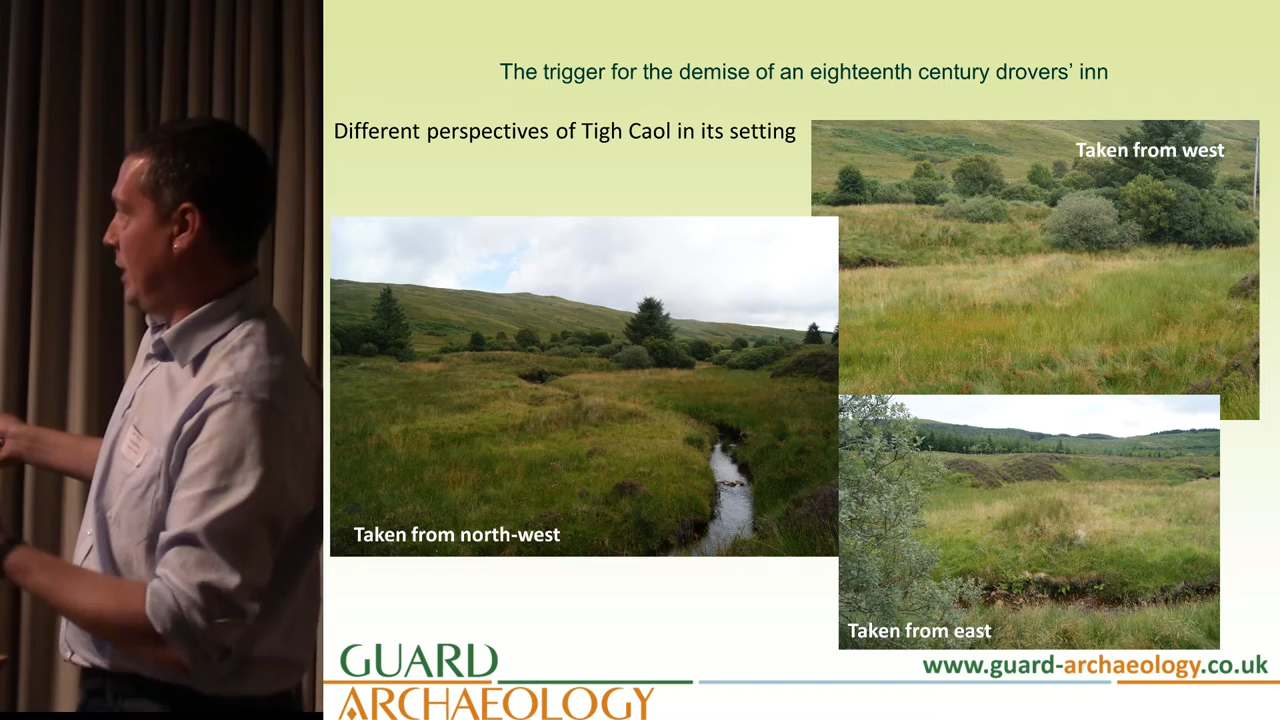 The trigger for the demise of an eighteenth century drovers’ inn
Different perspectives of Tigh Caol in its setting
Taken from west
Taken from north-west
Taken from east
GUARD
ARCHAEOLOGY
www.guard-archaeology.co.uk